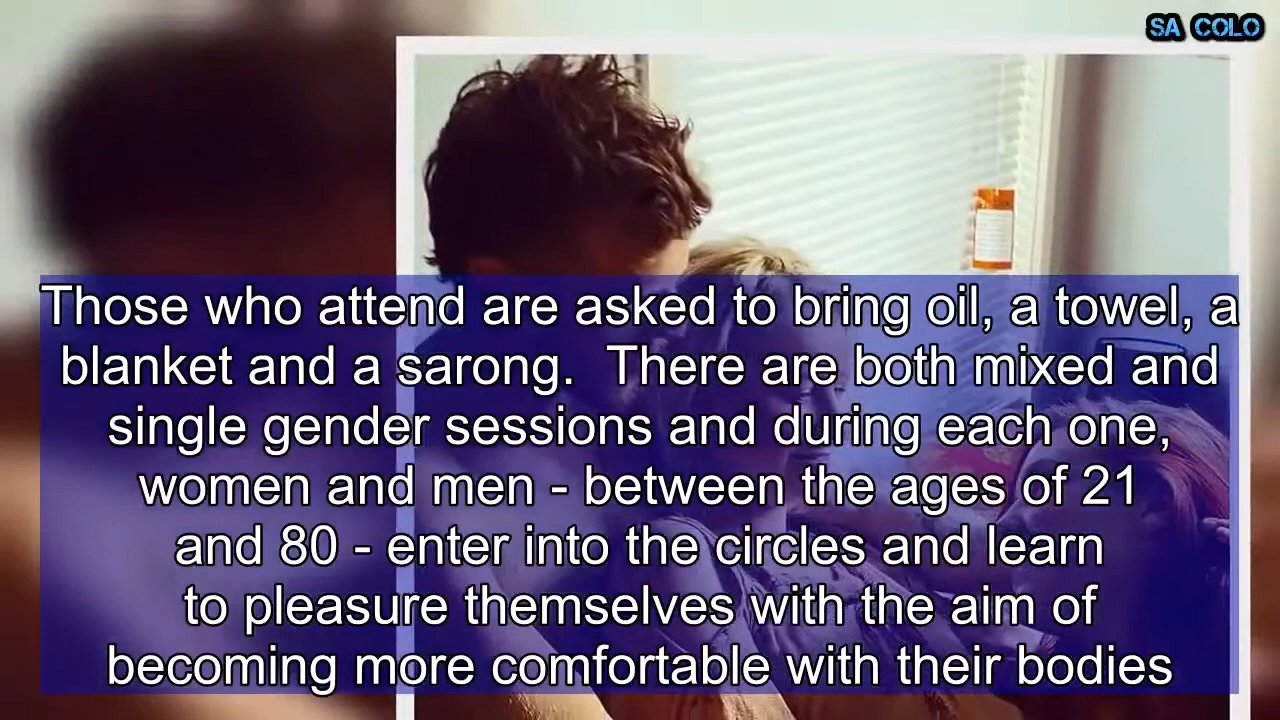 SA COLO
Those who attend are asked to bring oil, a towel, a
blanket and a sarong.  There are both mixed and
single gender sessions and during each one,
women and men - between the ages of 21
and 80 - enter into the circles and learn
to pleasure themselves with the aim of
becoming more comfortable with their bodies